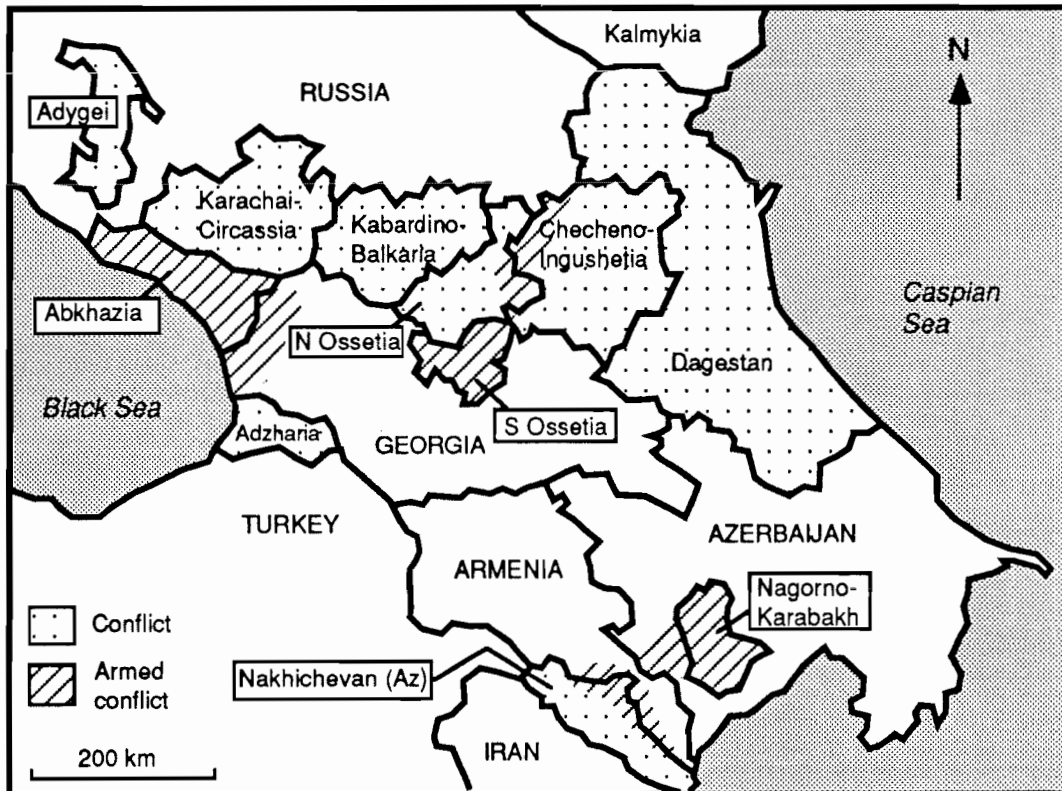 Kalmykia
N
RUSSIA
Adygei
Karachai-
Circassia
Kabardino-
Balkaria
Checheno-
Ingushetia
Abkhazia
Caspian
Sea
N Ossetia
Dagestan
Black Sea
S Ossetia
Adzharia
GEORGIA
TURKEY
AZERBAIJAN
ARMENIA
Nagorno-
Karabakh
Conflict
Armed
conflict
Nakhichevan (Az)
IRAN
200 km